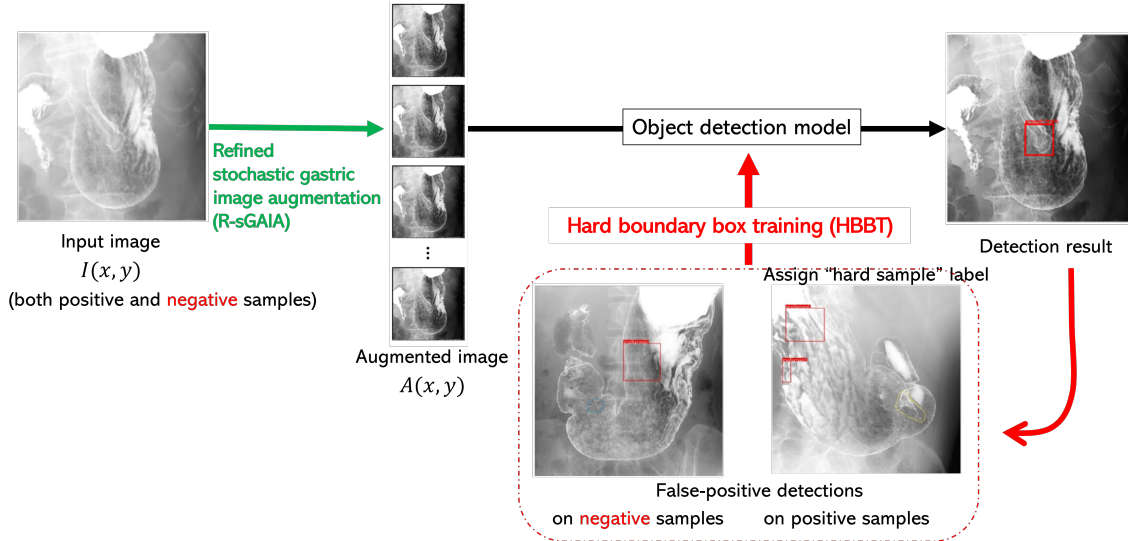 Refined
stochastic gastric
image augmentation
(R-sGAIA)
Input image
I(x, y)
(both positive and negative samples)
...
Augmented image
A(x, y)
Object detection model
Hard boundary box training (HBBT)
Detection result
Assign “hard sample” label
False-positive detections
on negative samples
on positive samples